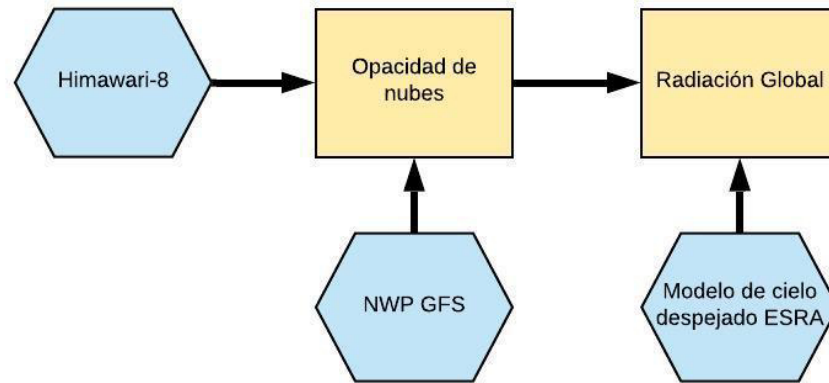 Himawari-8
Opacidad de
nubes
Radiación Global
NWP GFS
Modelo de cielo
despejado ESRA